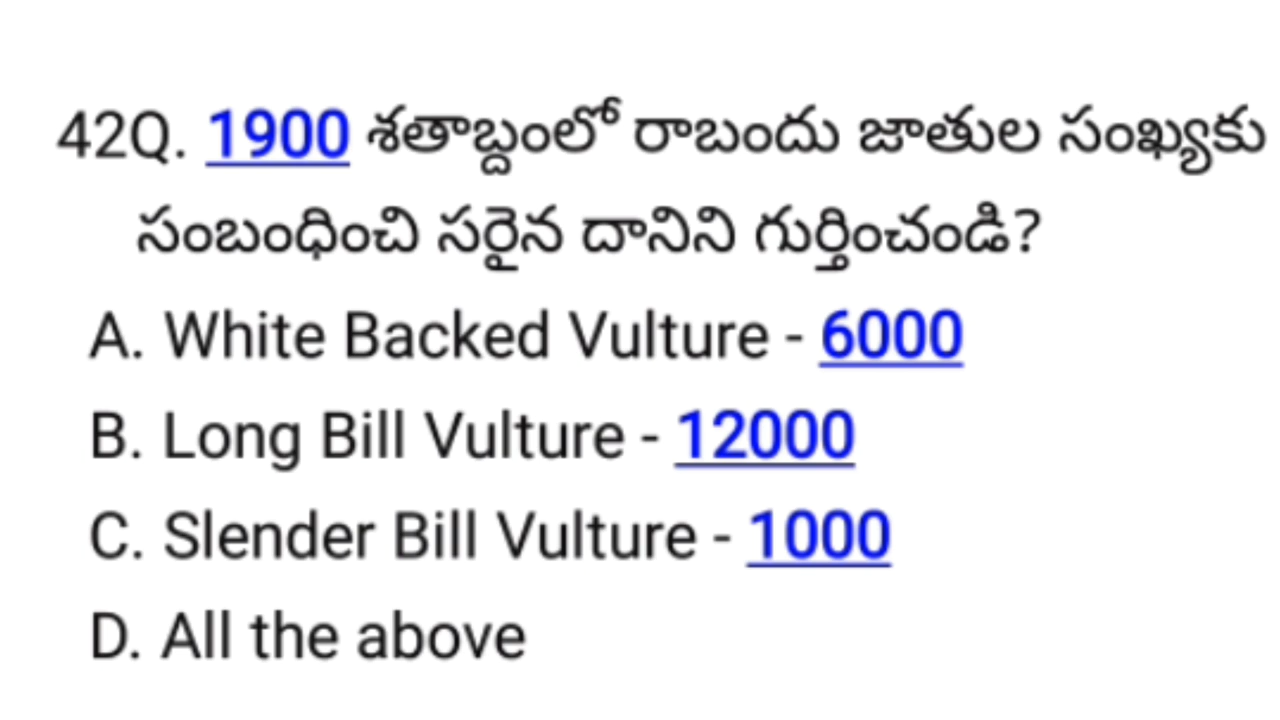 42Q. 1900 శతాబ్దంలో రాబందు జాతుల సంఖ్యకు
సంబంధించి సరైన దానిని గుర్తించండి?
A. White Backed Vulture - 6000
B. Long Bill Vulture - 12000
C. Slender Bill Vulture - 1000
D. All the above